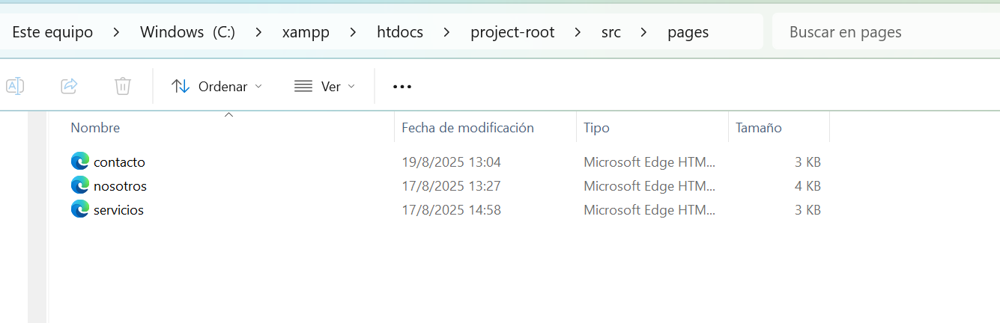 Este equipo > Windows (C:) > xampp > htdocs > project-root > src > pages Buscar en pages
Ordenar Ver ...
Nombre Fecha de modificación Tipo Tamaño
contacto 19/8/2025 13:04 Microsoft Edge HTM... 3 KB
nosotros 17/8/2025 13:27 Microsoft Edge HTM... 4 KB
servicios 17/8/2025 14:58 Microsoft Edge HTM... 3 KB